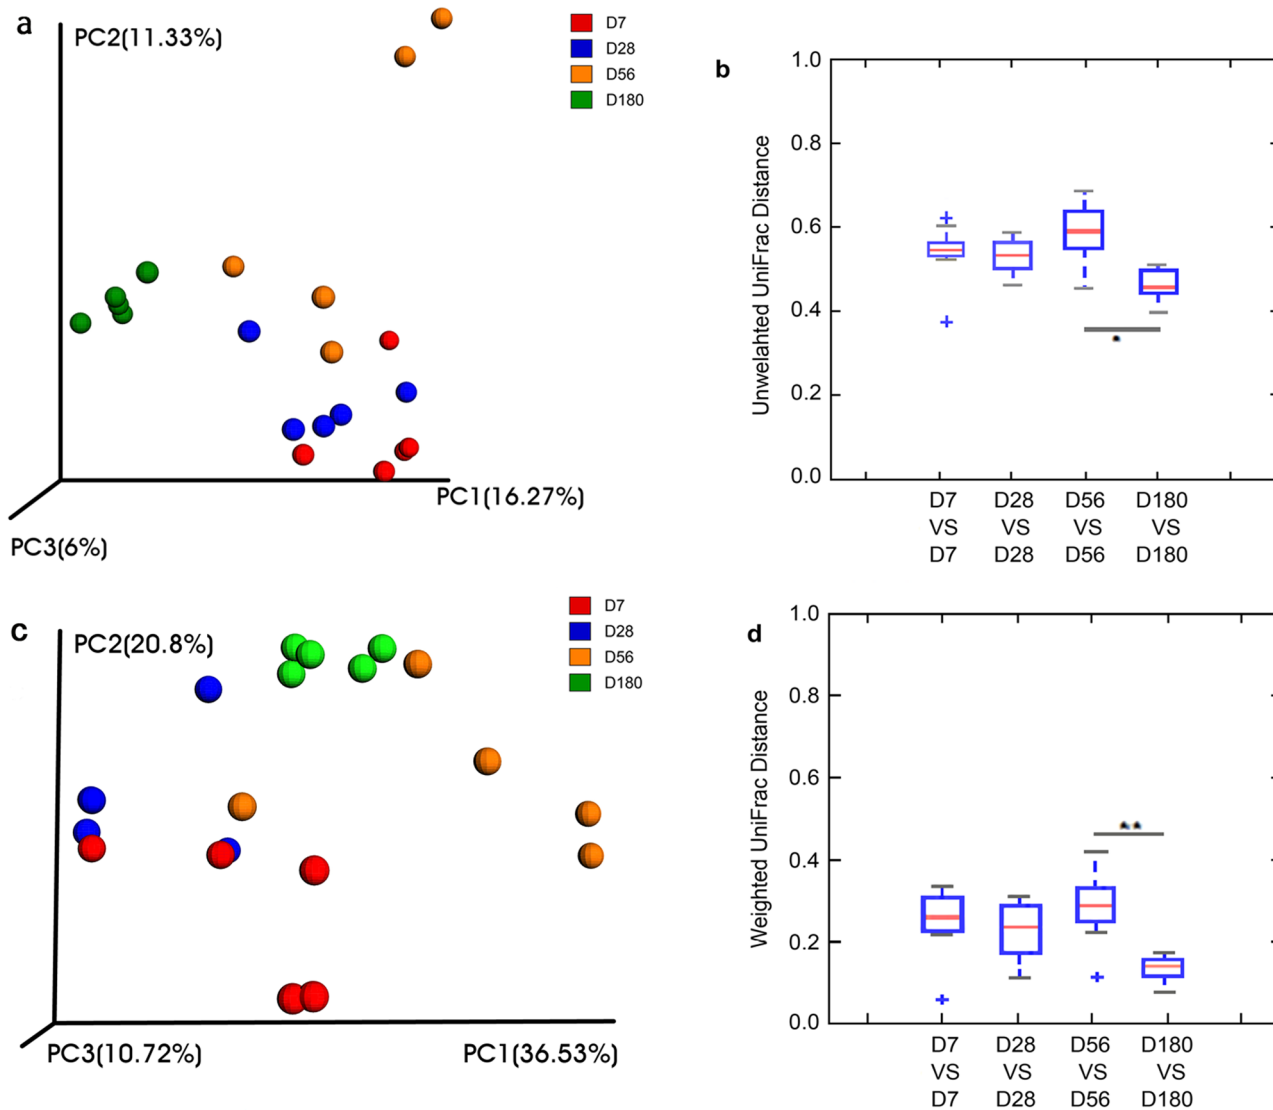 a
PC2(11.33%)
D7
D28
D56
D180
PC1(16.27%)
PC3(6%)
b
Unwelahted UniFrac Distance
1.0
0.8
0.6
0.4
0.2
0.0
D7 D28 D56 D180
VS VS VS VS
D7 D28 D56 D180
c
PC2(20.8%)
D7
D28
D56
D180
PC3(10.72%)
PC1(36.53%)
d
Weighted UniFrac Distance
1.0
0.8
0.6
0.4
0.2
0.0
D7 D28 D56 D180
VS VS VS VS
D7 D28 D56 D180